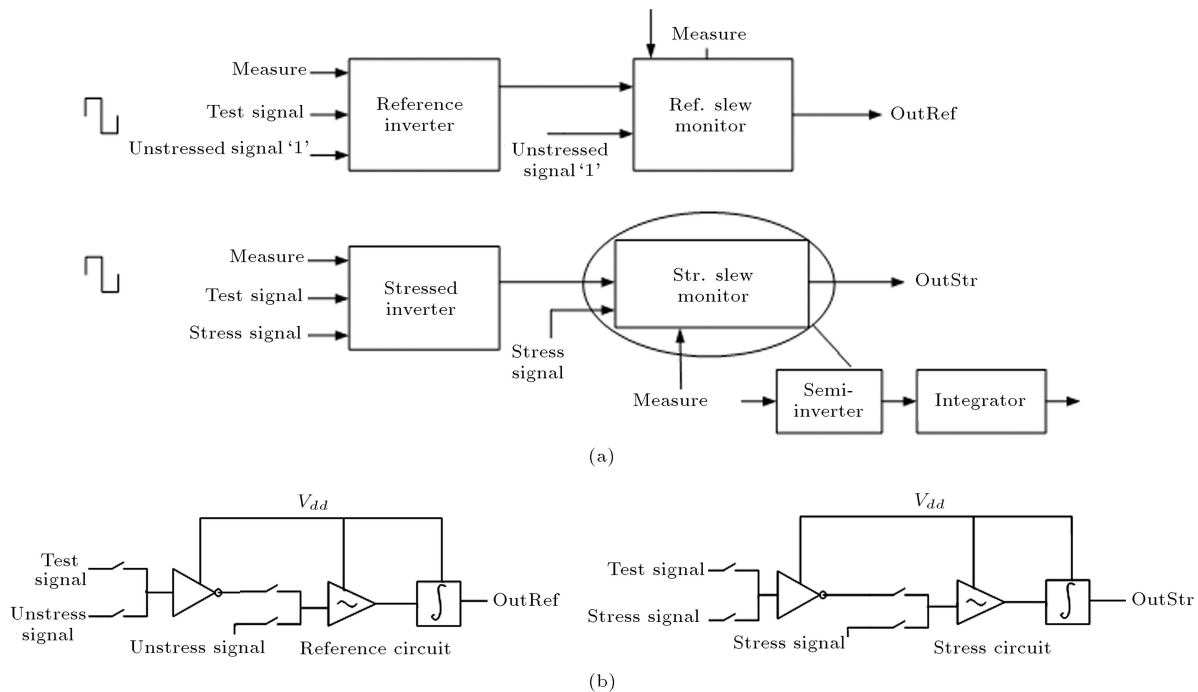 Measure
Measure
Test signal
Unstressed signal ‘1’
Reference
inverter
Unstressed
signal ‘1’
Ref. slew
monitor
OutRef
Measure
Test signal
Stress signal
Stressed
inverter
Stress
signal
Str. slew
monitor
OutStr
Measure
Semi-
inverter
Integrator
(a)
Vdd
Test
signal
Unstress
signal
Unstress signal
~
∫
OutRef
Reference circuit
Vdd
Test signal
Stress signal
Stress signal
~
∫
OutStr
Stress circuit
(b)